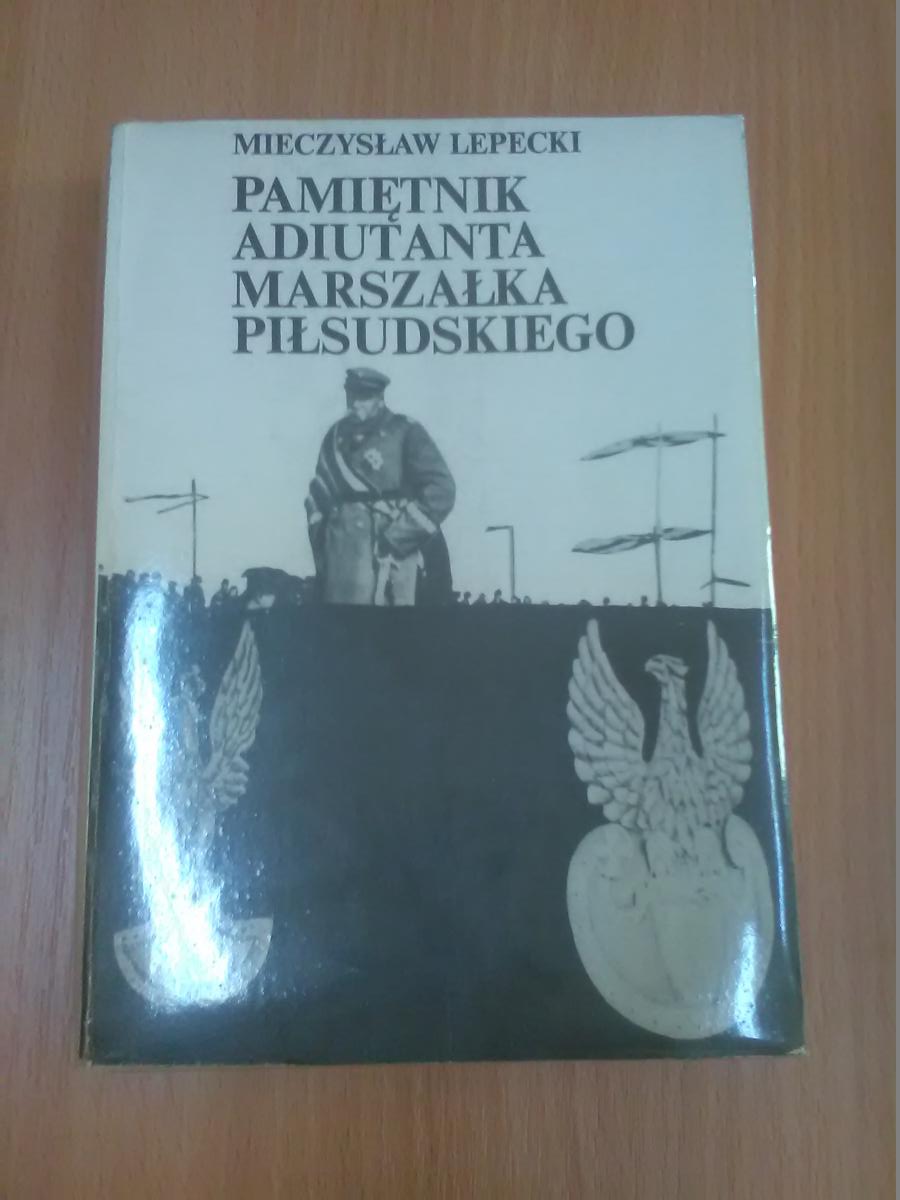 MIECZYSŁAW LEPECKI
PAMIĘTNIK
ADIUTANTA
MARSZAŁKA
PIŁSUDSKIEGO